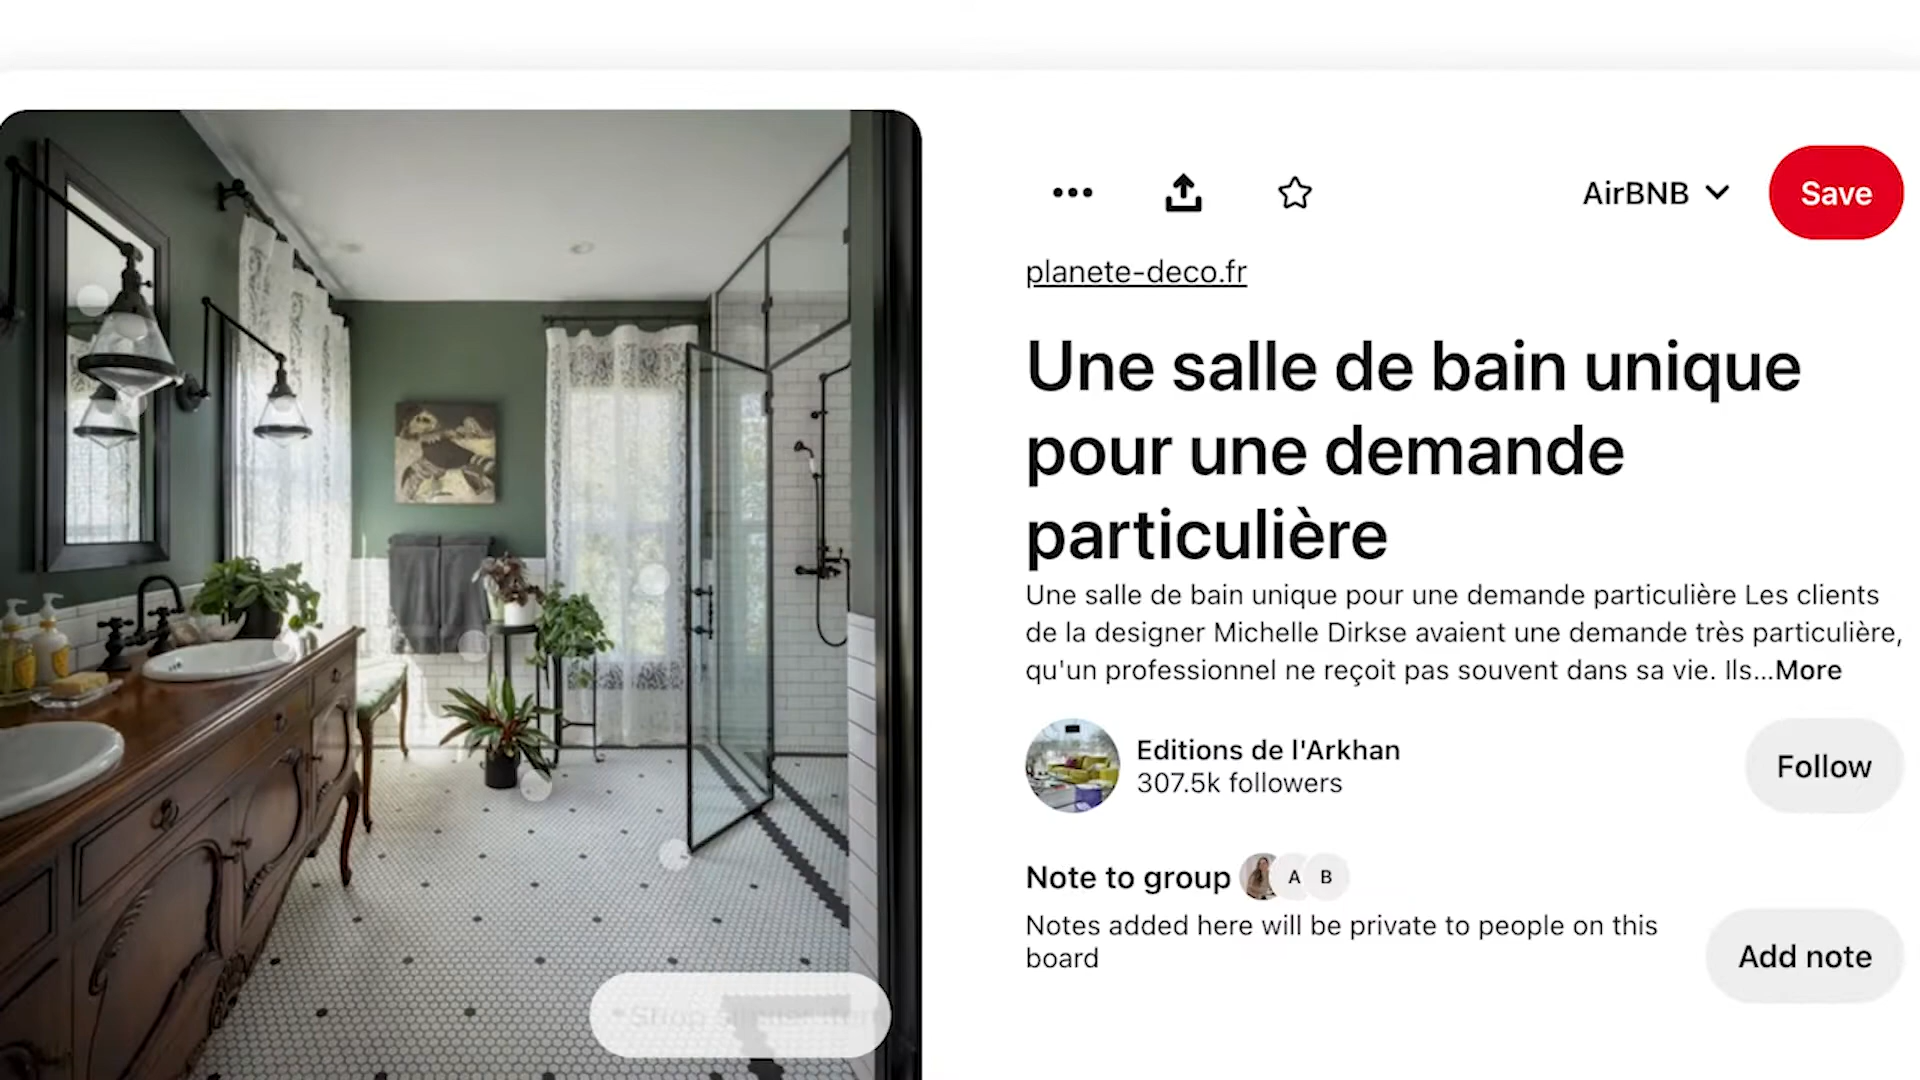 AirBNB
Save
planete-deco.fr
Une salle de bain unique
pour une demande
particulière
Une salle de bain unique pour une demande particulière Les clients
de la designer Michelle Dirkse avaient une demande très particulière,
qu'un professionnel ne reçoit pas souvent dans sa vie. Ils...More
Editions de l'Arkhan
307.5k followers
Follow
Note to group
A
B
Notes added here will be private to people on this
board
Add note